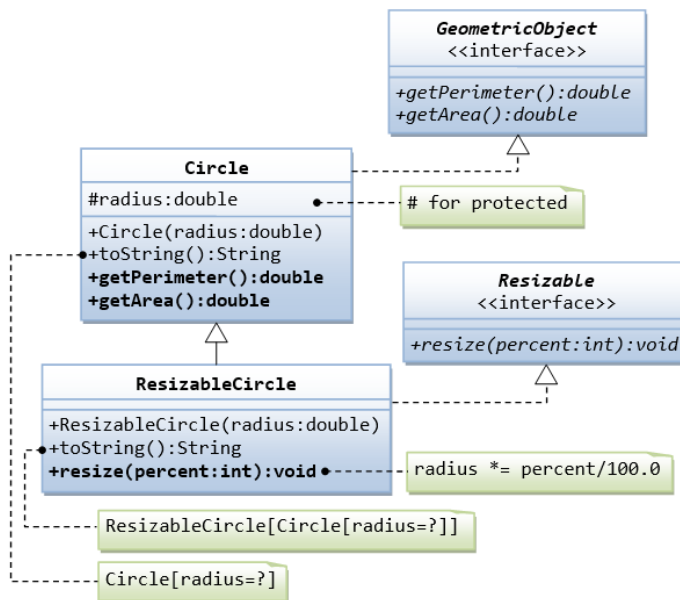 GeometricObject
<<interface>>
+getPerimeter():double
+getArea():double
Circle
#radius:double
# for protected
+Circle(radius:double)
+toString():String
+getPerimeter():double
+getArea():double
Resizable
<<interface>>
+resize(percent:int):void
ResizableCircle
+ResizableCircle(radius:double)
+toString():String
+resize(percent:int):void
radius *= percent/100.0
ResizableCircle[Circle[radius=?]]
Circle[radius=?]